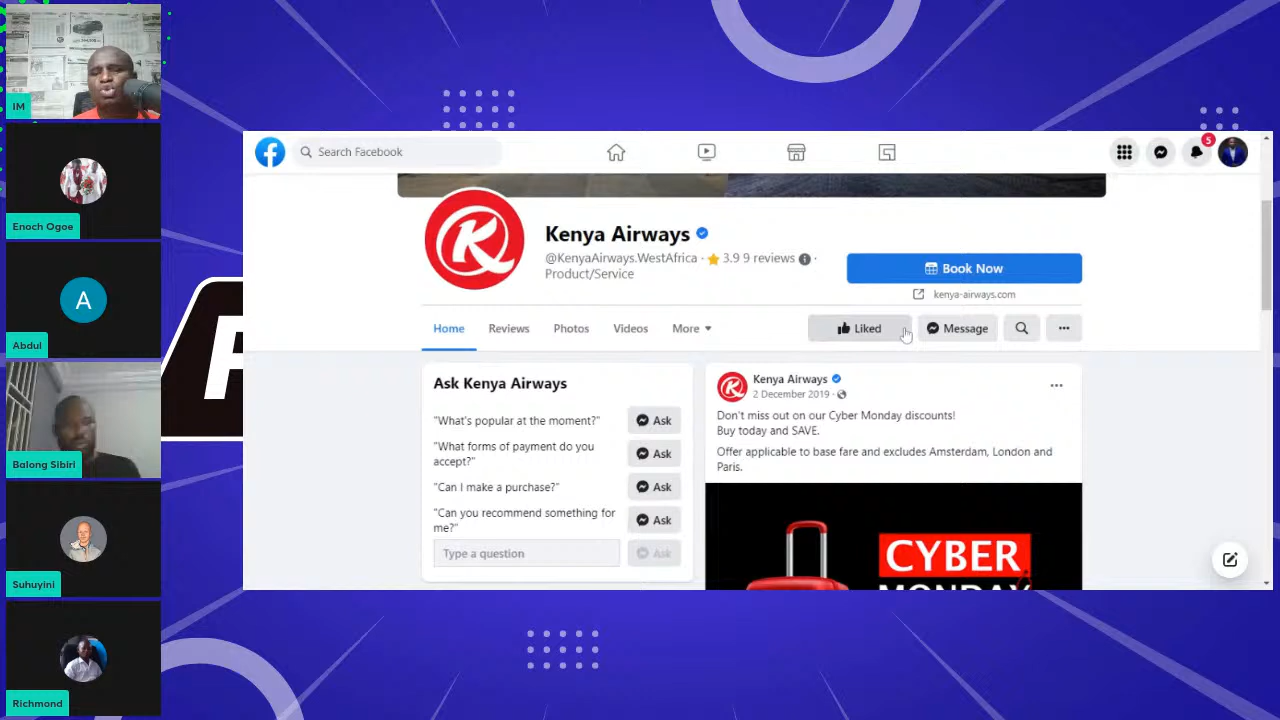 IM
Enoch Ogoe
A
Abdul
Balong Sibiri
Suhuyini
Richmond
Search Facebook
5
Kenya Airways
@KenyaAirways.WestAfrica · 3.9 9 reviews ·
Product/Service
Book Now
kenya-airways.com
Home Reviews Photos Videos More
Liked Message
Ask Kenya Airways
"What's popular at the moment?" Ask
"What forms of payment do you
accept?" Ask
"Can I make a purchase?" Ask
"Can you recommend something for
me?" Ask
Type a question Ask
Kenya Airways
2 December 2019 ·
Don't miss out on our Cyber Monday discounts!
Buy today and SAVE.
Offer applicable to base fare and excludes Amsterdam, London and
Paris.
CYBER
MONDAY